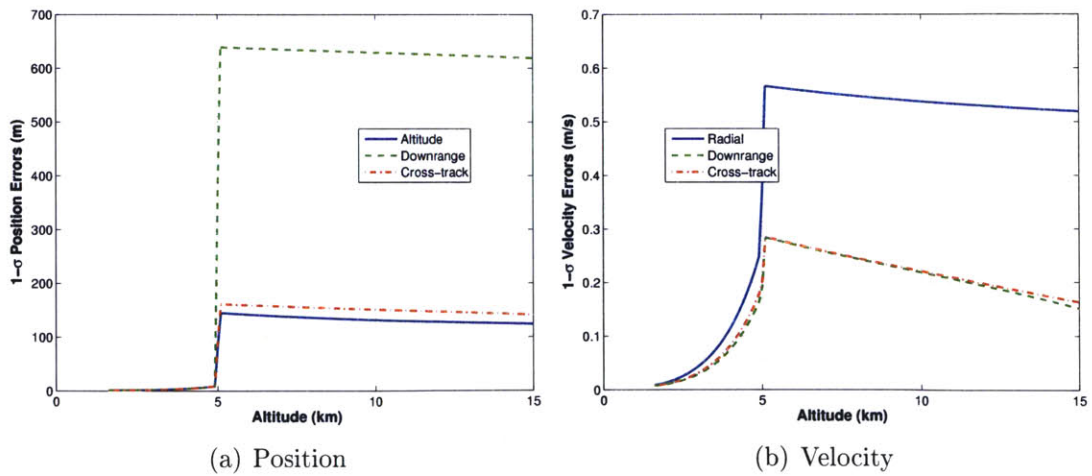 700
600
500
400
300
200
100
0
0
5
10
15
1-σ Position Errors (m)
Altitude (km)
Altitude
Downrange
Cross-track
(a) Position
0.7
0.6
0.5
0.4
0.3
0.2
0.1
0
0
5
10
15
1-σ Velocity Errors (m/s)
Altitude (km)
Radial
Downrange
Cross-track
(b) Velocity